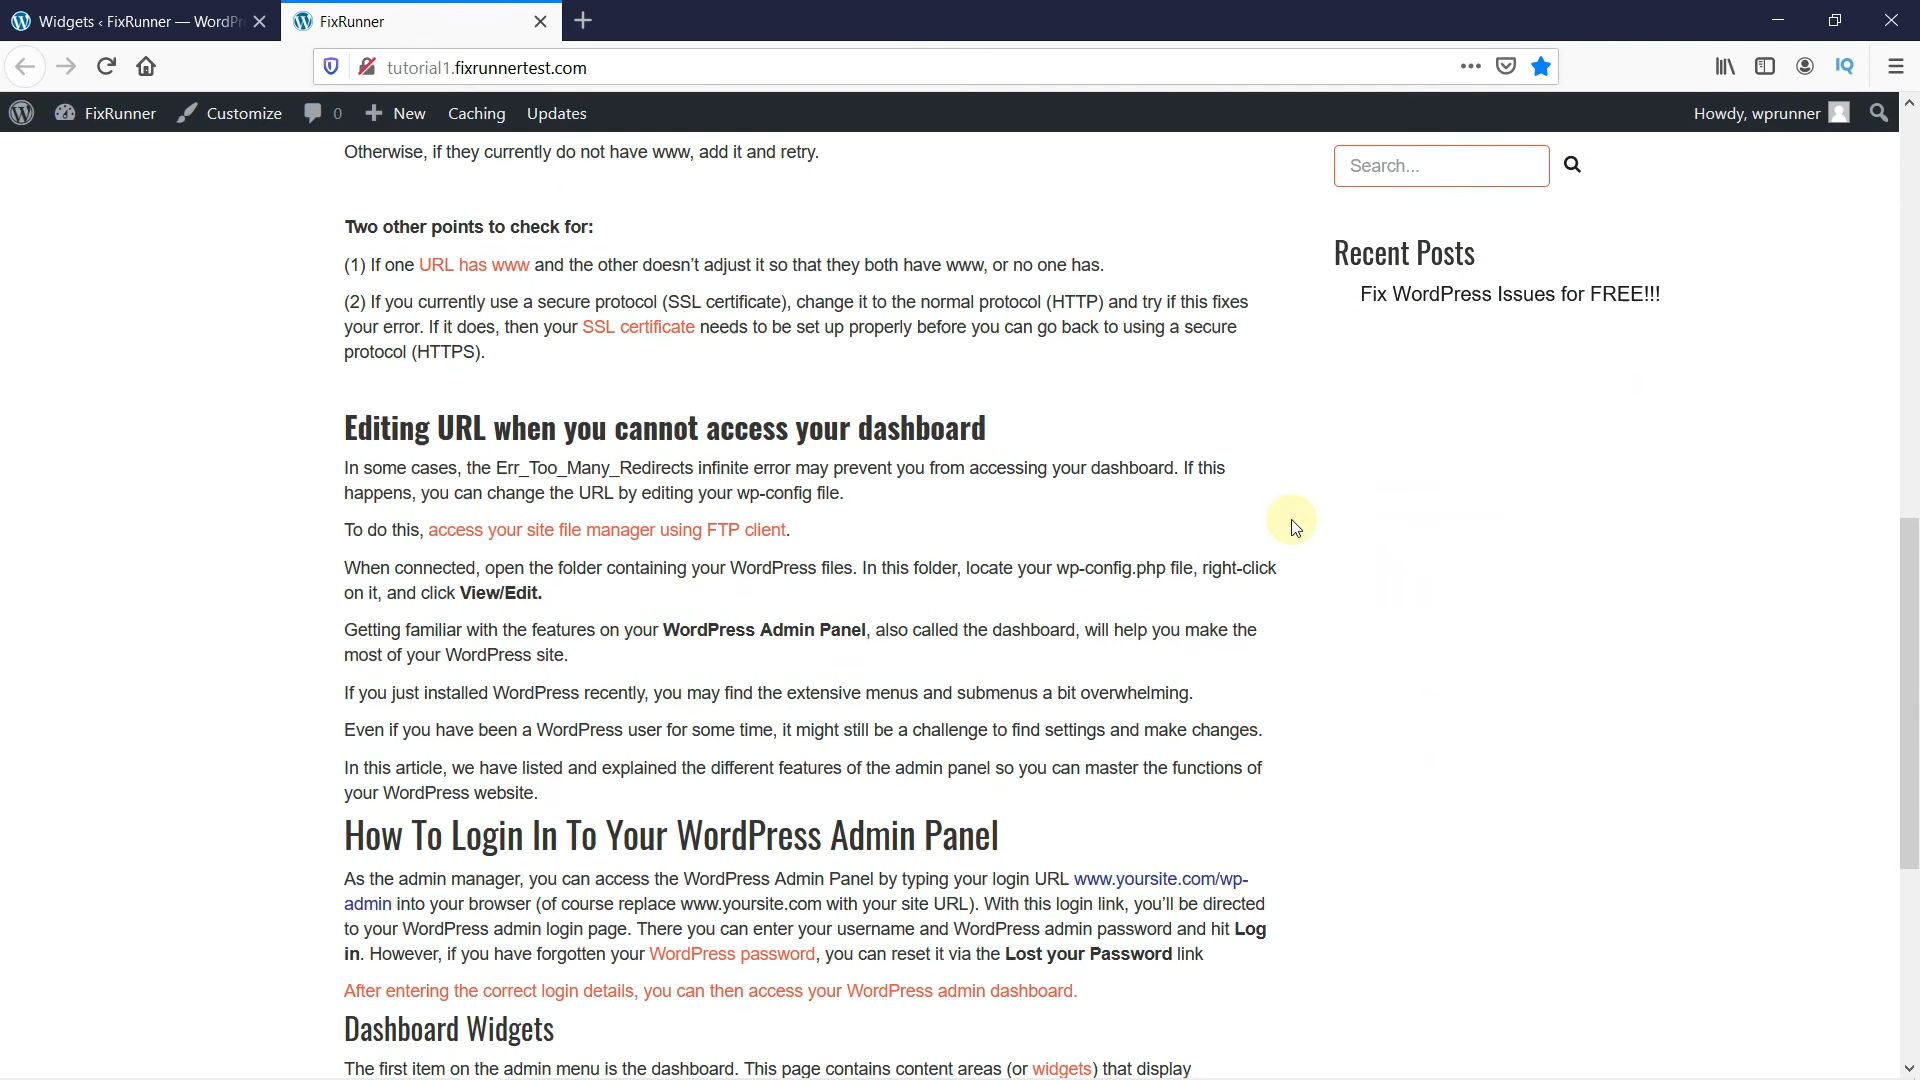 Widgets ‹ FixRunner — WordPr
FixRunner
tutorial1.fixrunnertest.com
IQ
FixRunner
Customize
0
New
Caching
Updates
Howdy, wprunner
Otherwise, if they currently do not have www, add it and retry.
Search...
Two other points to check for:
Recent Posts
(1) If one URL has www and the other doesn't adjust it so that they both have www, or no one has.
Fix WordPress Issues for FREE!!!
(2) If you currently use a secure protocol (SSL certificate), change it to the normal protocol (HTTP) and try if this fixes
your error. If it does, then your SSL certificate needs to be set up properly before you can go back to using a secure
protocol (HTTPS).
Editing URL when you cannot access your dashboard
In some cases, the Err_Too_Many_Redirects infinite error may prevent you from accessing your dashboard. If this
happens, you can change the URL by editing your wp-config file.
To do this, access your site file manager using FTP client.
When connected, open the folder containing your WordPress files. In this folder, locate your wp-config.php file, right-click
on it, and click View/Edit.
Getting familiar with the features on your WordPress Admin Panel, also called the dashboard, will help you make the
most of your WordPress site.
If you just installed WordPress recently, you may find the extensive menus and submenus a bit overwhelming.
Even if you have been a WordPress user for some time, it might still be a challenge to find settings and make changes.
In this article, we have listed and explained the different features of the admin panel so you can master the functions of
your WordPress website.
How To Login In To Your WordPress Admin Panel
As the admin manager, you can access the WordPress Admin Panel by typing your login URL www.yoursite.com/wp-
admin into your browser (of course replace www.yoursite.com with your site URL). With this login link, you'll be directed
to your WordPress admin login page. There you can enter your username and WordPress admin password and hit Log
in. However, if you have forgotten your WordPress password, you can reset it via the Lost your Password link
After entering the correct login details, you can then access your WordPress admin dashboard.
Dashboard Widgets
The first item on the admin menu is the dashboard. This page contains content areas (or widgets) that display